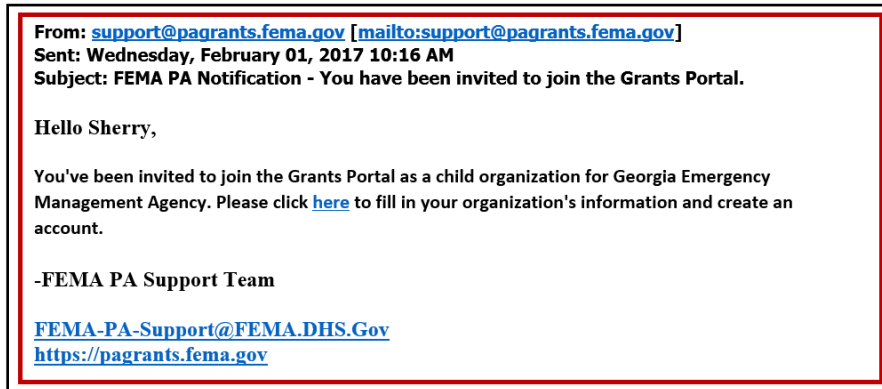 From: support@pagrants.fema.gov [mailto:support@pagrants.fema.gov]
Sent: Wednesday, February 01, 2017 10:16 AM
Subject: FEMA PA Notification - You have been invited to join the Grants Portal.
Hello Sherry,
You've been invited to join the Grants Portal as a child organization for Georgia Emergency
Management Agency. Please click here to fill in your organization's information and create an
account.
-FEMA PA Support Team
FEMA-PA-Support@FEMA.DHS.Gov
https://pagrants.fema.gov